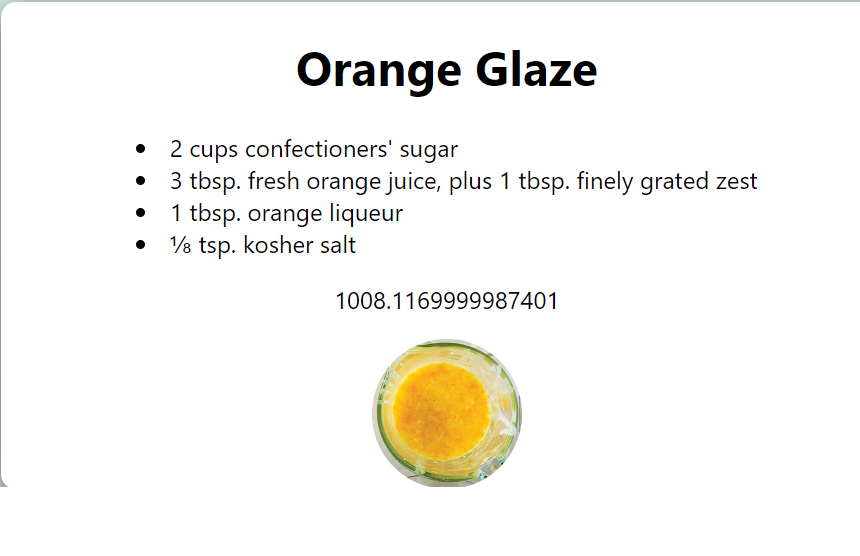 Orange Glaze
2 cups confectioners' sugar
3 tbsp. fresh orange juice, plus 1 tbsp. finely grated zest
1 tbsp. orange liqueur
⅛ tsp. kosher salt
1008.1169999987401